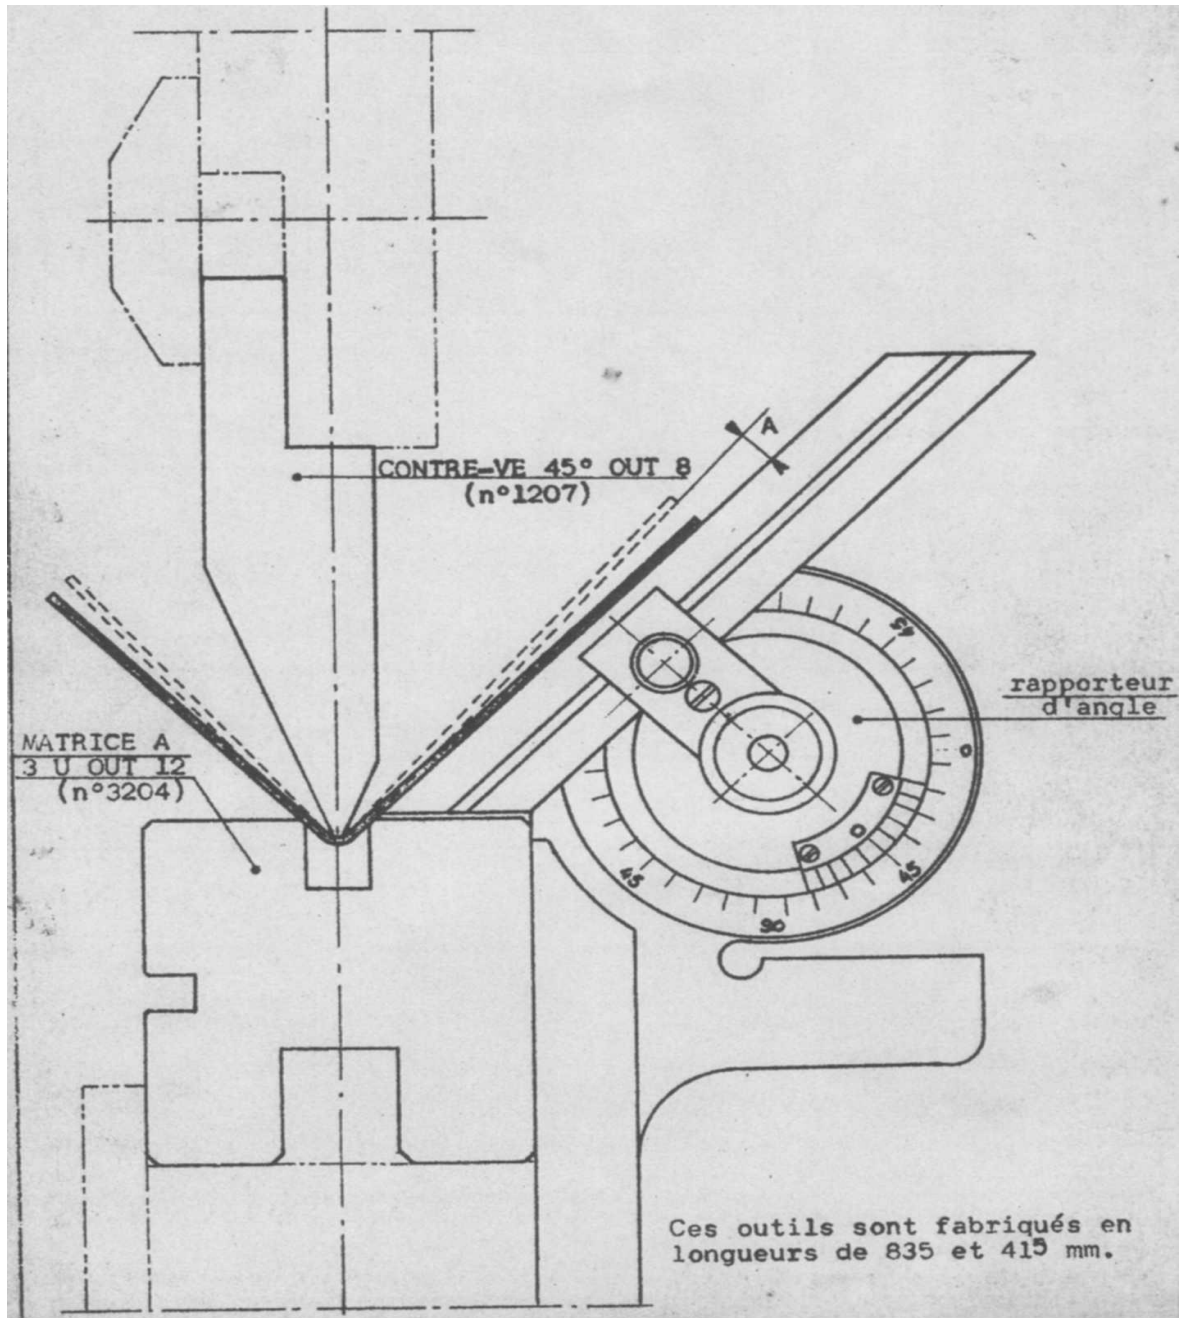 A
CONTRE-VE 45° OUT 8
(n°1207)
45
rapporteur
d'angle
0
MATRICE A
3 U OUT 12
(n°3204)
0
45
45
90
Ces outils sont fabriqués en
longueurs de 835 et 415 mm.